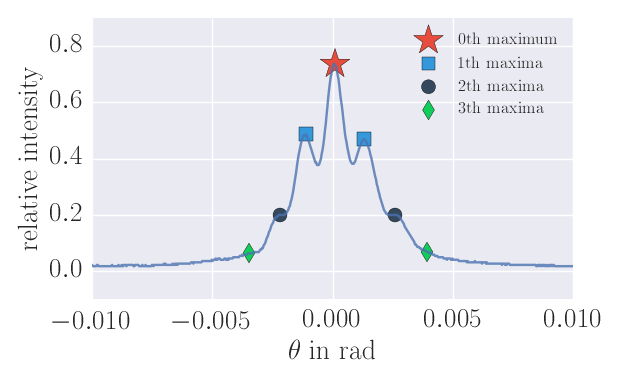 0th maximum
1th maxima
2th maxima
3th maxima
relative intensity
0.8
0.6
0.4
0.2
0.0
−0.010 −0.005 0.000 0.005 0.010
θ in rad